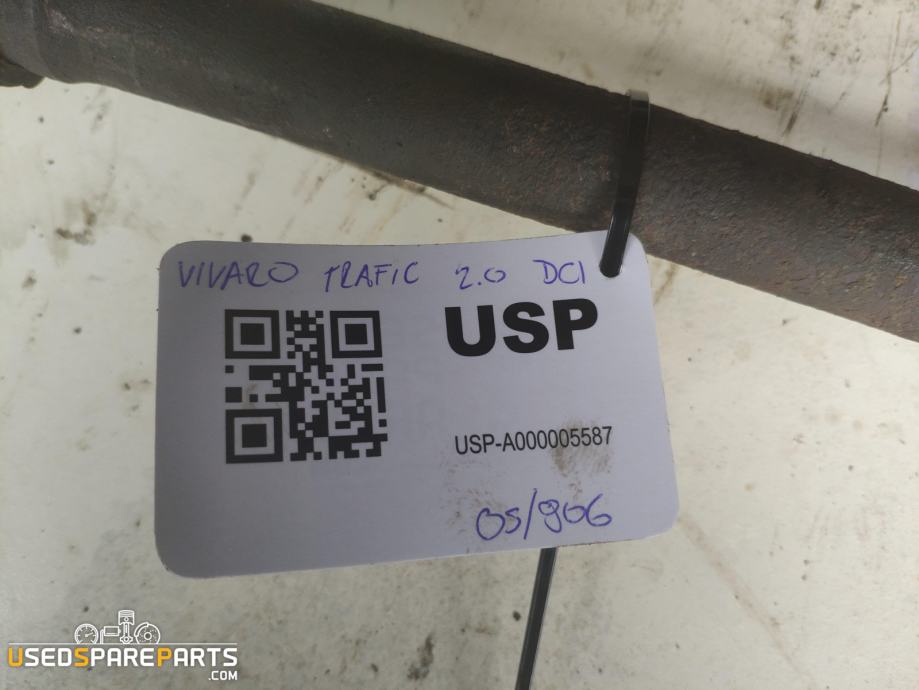 VIVARO TRAFIC 2.0 DCI
USP
USP-A000005587
05/906
USEDSPAREPARTS
.COM